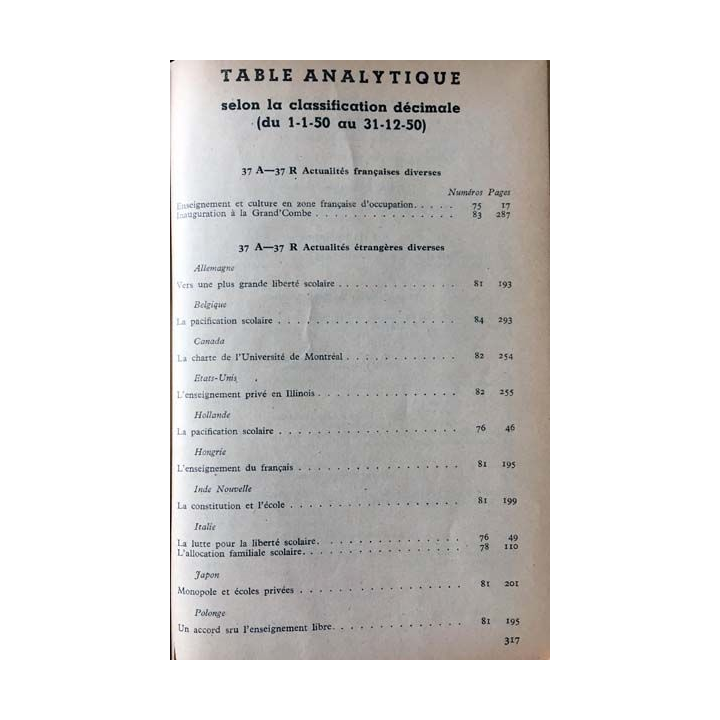 TABLE ANALYTIQUE
selon la classification décimale
(du 1-1-50 au 31-12-50)
37 A—37 R Actualités françaises diverses
Numéros Pages
Enseignement et culture en zone française d'occupation. . . . . 75 17
Inauguration à la Grand'Combe . . . . . . . . . . . . . . . 83 287
37 A—37 R Actualités étrangères diverses
Allemagne
Vers une plus grande liberté scolaire . . . . . . . . . . . . . 81 193
Belgique
La pacification scolaire . . . . . . . . . . . . . . . . . . . 84 293
Canada
La charte de l'Université de Montréal . . . . . . . . . . . . 82 254
Etats-Unis
L'enseignement privé en Illinois . . . . . . . . . . . . . . . 82 255
Hollande
La pacification scolaire . . . . . . . . . . . . . . . . . . . 76 46
Hongrie
L'enseignement du français . . . . . . . . . . . . . . . . . 81 195
Inde Nouvelle
La constitution et l'école . . . . . . . . . . . . . . . . . . 81 199
Italie
La lutte pour la liberté scolaire. . . . . . . . . . . . . . . 76 49
L'allocation familiale scolaire. . . . . . . . . . . . . . . . 78 110
Japon
Monopole et écoles privées . . . . . . . . . . . . . . . . . 81 201
Pologne
Un accord sru l'enseignement libre. . . . . . . . . . . . . . 81 195
317